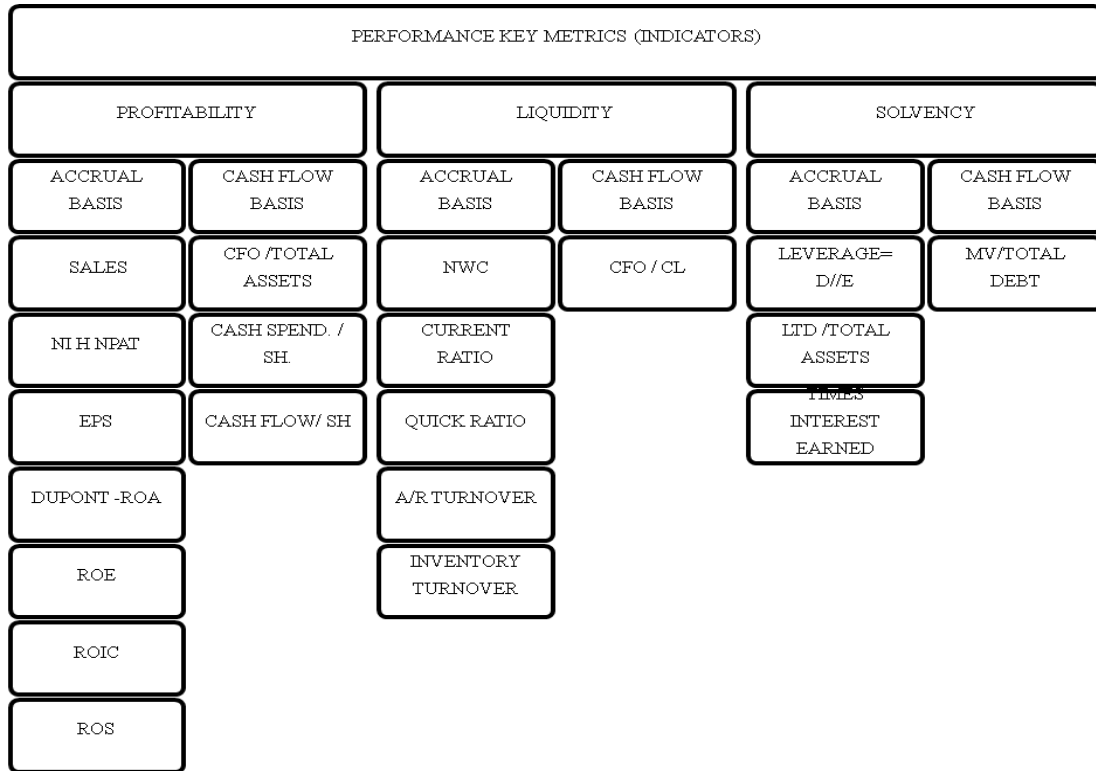 PERFORMANCE KEY METRICS (INDICATORS)
PROFITABILITY
LIQUIDITY
SOLVENCY
ACCRUAL
BASIS
CASH FLOW
BASIS
ACCRUAL
BASIS
CASH FLOW
BASIS
ACCRUAL
BASIS
CASH FLOW
BASIS
SALES
CFO /TOTAL
ASSETS
NWC
CFO / CL
LEVERAGE=
D//E
MV/TOTAL
DEBT
NI H NPAT
CASH SPEND. /
SH.
CURRENT
RATIO
LTD /TOTAL
ASSETS
EPS
CASH FLOW/ SH
QUICK RATIO
TIMES
INTEREST
EARNED
DUPONT -ROA
A/R TURNOVER
ROE
INVENTORY
TURNOVER
ROIC
ROS